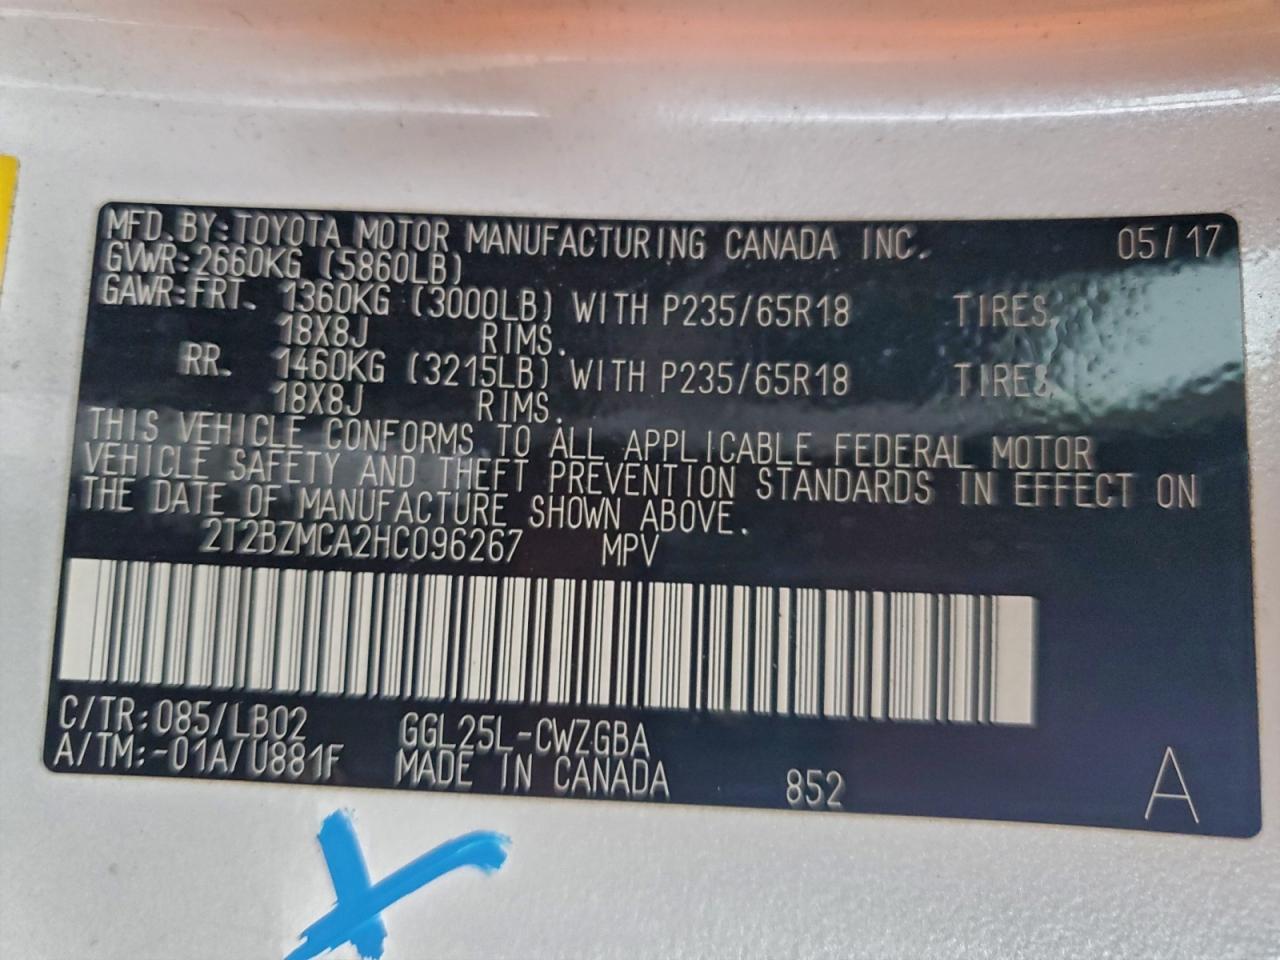 MFD. BY: TOYOTA MOTOR MANUFACTURING CANADA INC. 05/17
GVWR: 2660KG (5860LB)
GAWR: FRT. 1360KG (3000LB) WITH P235/65R18 TIRES,
18X8J RIMS.
RR. 1460KG (3215LB) WITH P235/65R18 TIRES,
18X8J RIMS.
THIS VEHICLE CONFORMS TO ALL APPLICABLE FEDERAL MOTOR
VEHICLE SAFETY AND THEFT PREVENTION STANDARDS IN EFFECT ON
THE DATE OF MANUFACTURE SHOWN ABOVE.
2T2BZMCA2HC096267 MPV
C/TR: 085/LB02 GGL25L-CWZGBA
A/TM: -01A/U881F MADE IN CANADA 852 A